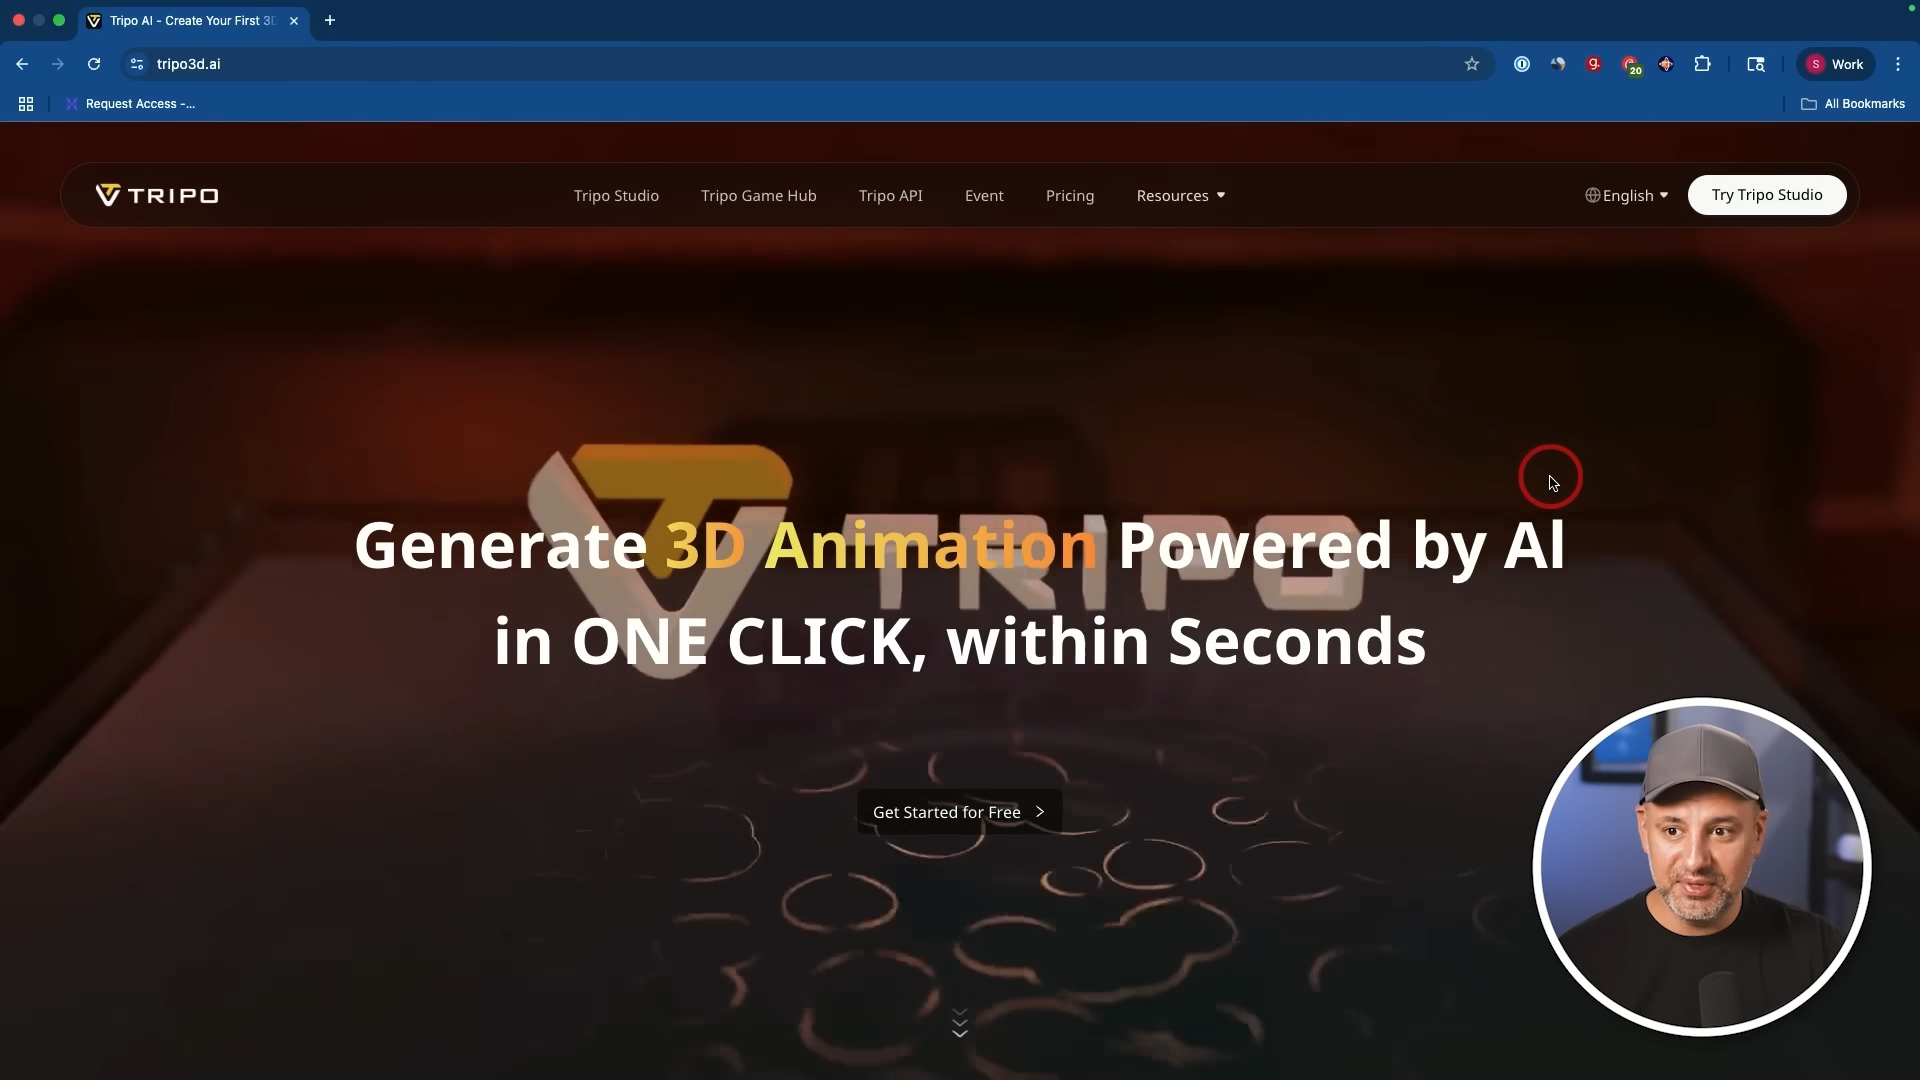 Tripo AI - Create Your First 3D
tripo3d.ai
g.
20
S Work
Request Access -...
All Bookmarks
TRIPO
Tripo Studio
Tripo Game Hub
Tripo API
Event
Pricing
Resources
English
Try Tripo Studio
TRIPO
Generate 3D Animation Powered by AI
in ONE CLICK, within Seconds
Get Started for Free